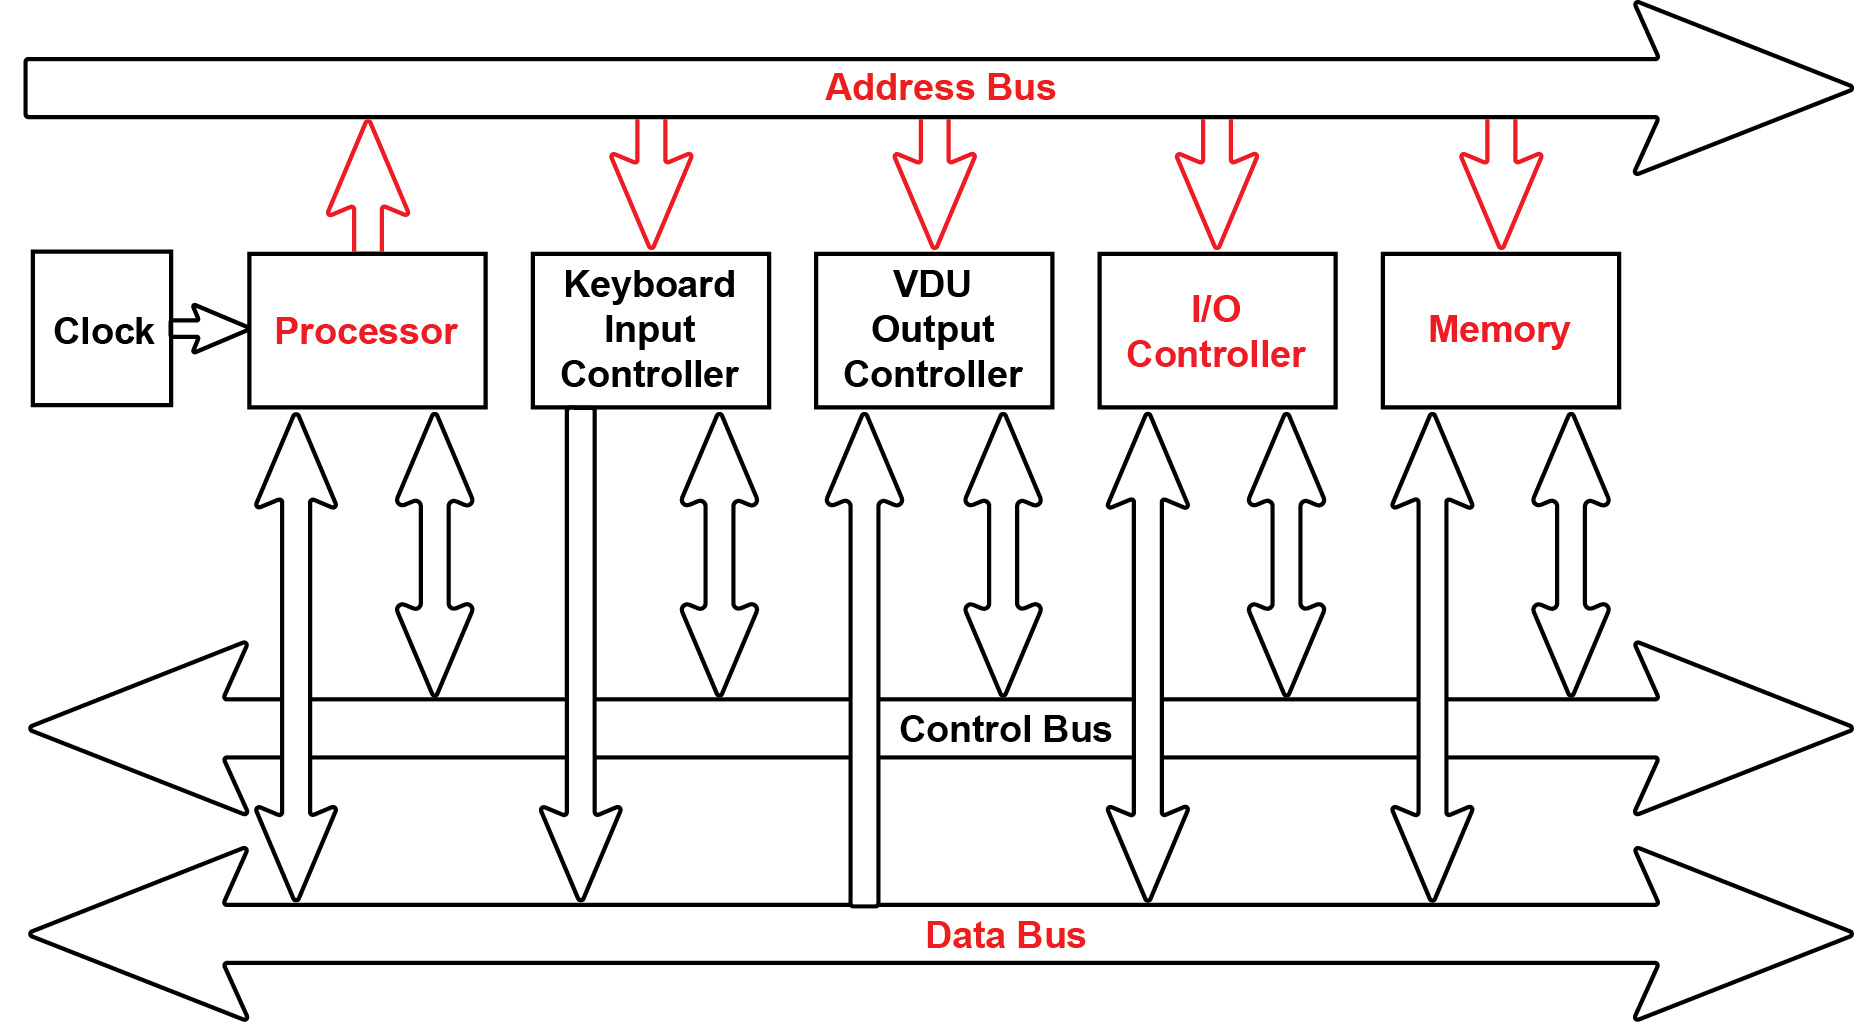 Address Bus
Clock
Processor
Keyboard
Input
Controller
VDU
Output
Controller
I/O
Controller
Memory
Control Bus
Data Bus